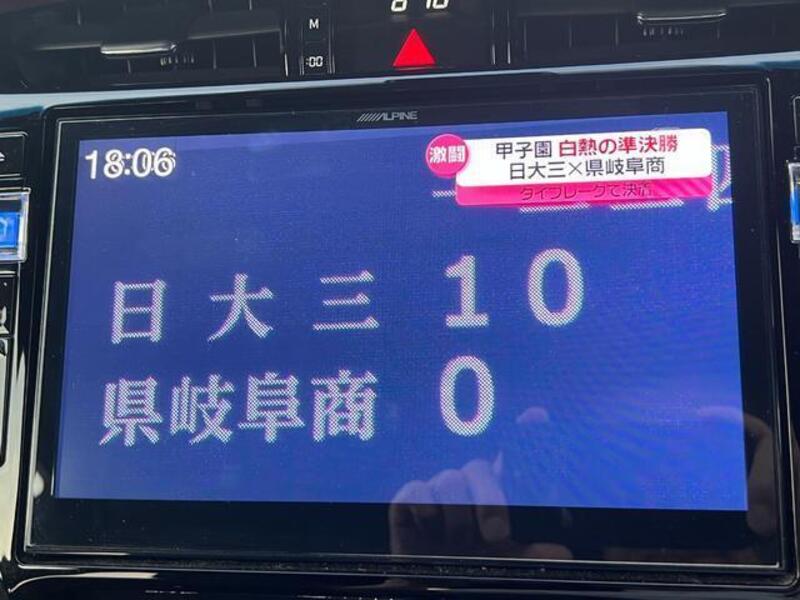 M
:00
ALPINE
18:06
激闘
甲子園 白熱の準決勝
日大三×県岐阜商
タイブレークで決着
日大三 10
県岐阜商 0